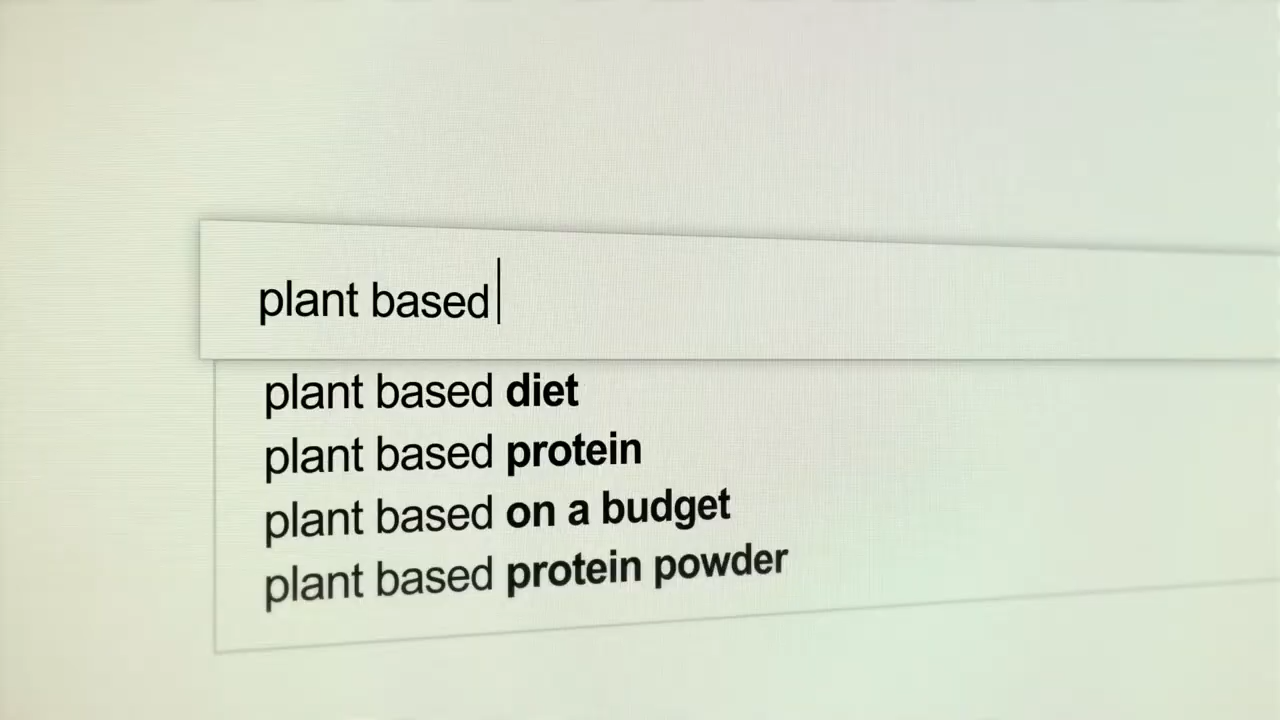 plant based
plant based diet
plant based protein
plant based on a budget
plant based protein powder